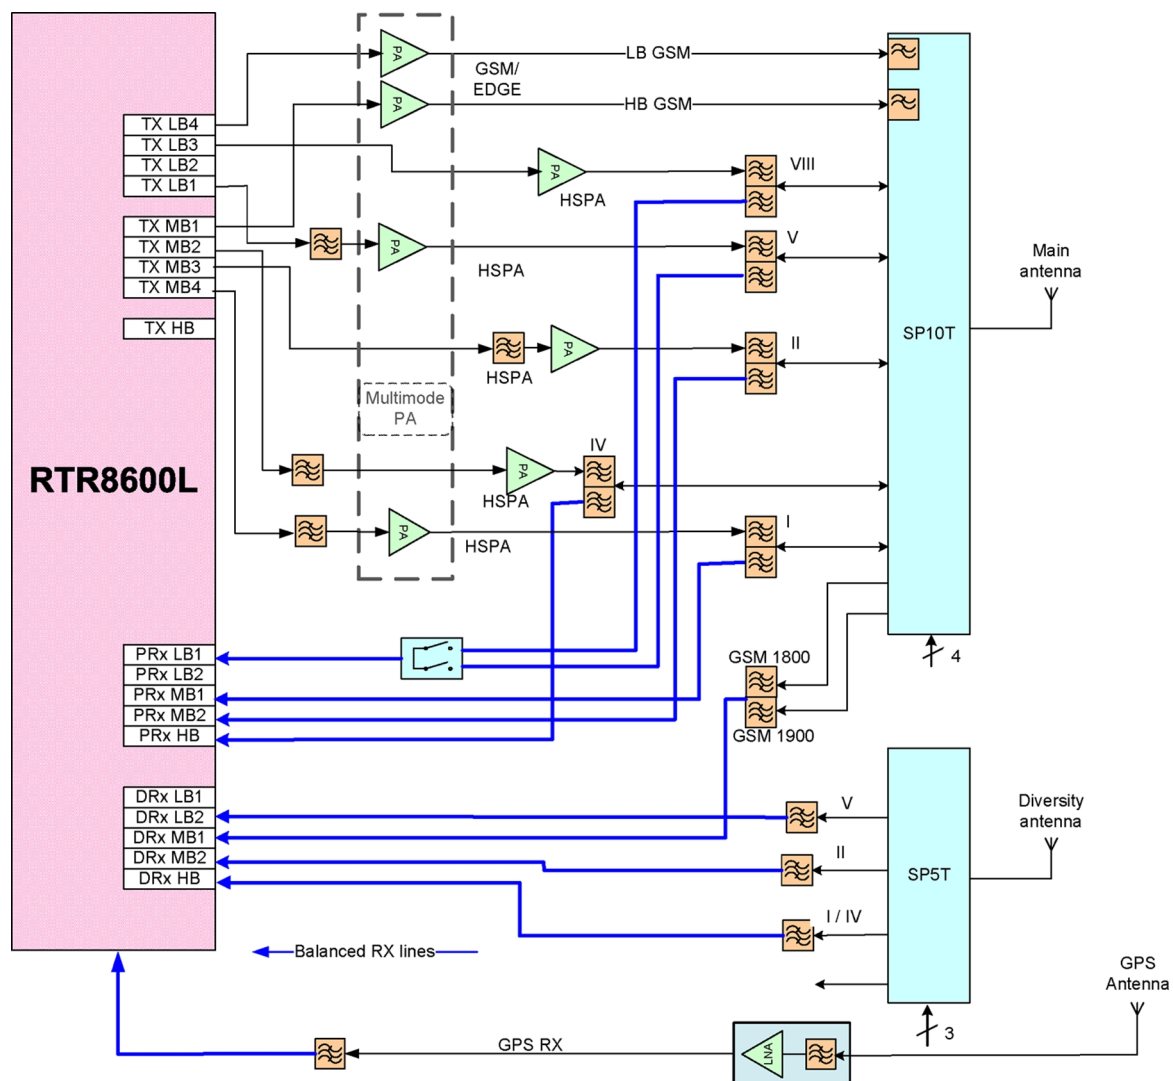 LB GSM
GSM/
EDGE
HB GSM
PA
PA
TX LB4
TX LB3
TX LB2
TX LB1
PA
HSPA
VIII
TX MB1
TX MB2
TX MB3
TX MB4
PA
HSPA
V
Main
antenna
TX HB
SP10T
PA
HSPA
II
Multimode
PA
IV
RTR8600L
PA
HSPA
PA
HSPA
I
PRx LB1
PRx LB2
PRx MB1
PRx MB2
PRx HB
4
GSM 1800
GSM 1900
DRx LB1
DRx LB2
DRx MB1
DRx MB2
DRx HB
V
II
I / IV
SP5T
Diversity
antenna
Balanced RX lines
GPS
Antenna
3
GPS RX
LNA